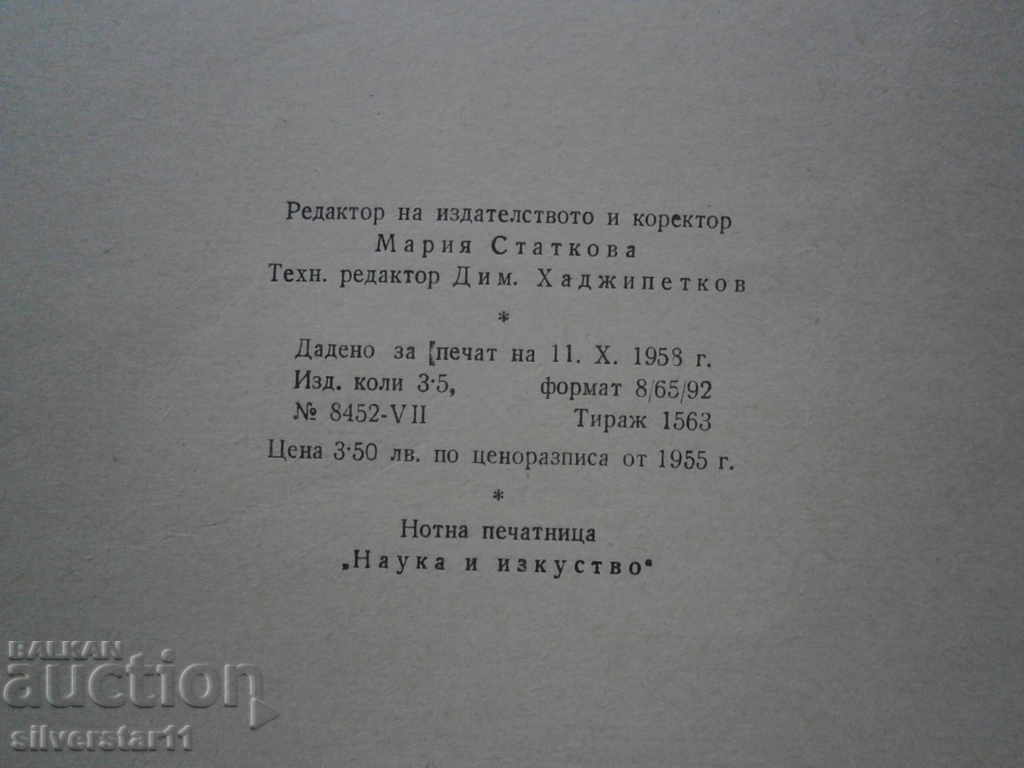 Редактор на издателството и коректор
Мария Статкова
Техн. редактор Дим. Хаджипетков
*
Дадено за печат на 11. X. 1958 г.
Изд. коли 3·5, формат 8/65/92
№ 8452-VII Тираж 1563
Цена 3·50 лв. по ценоразписа от 1955 г.
*
Нотна печатница
„Наука и изкуство“
BALKAN
auction
silverstar11